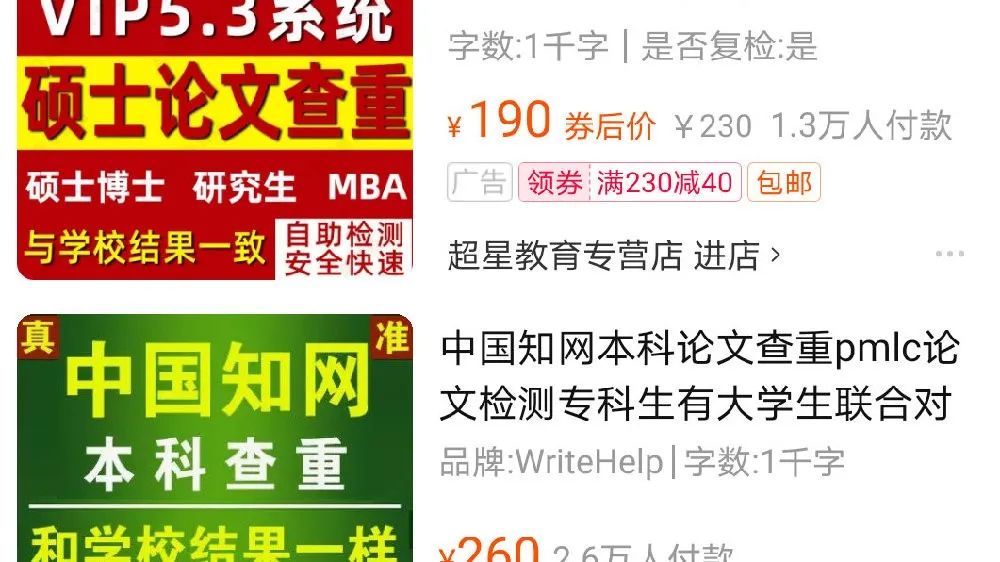 VIP5.3系统
硕士论文查重
硕士博士 研究生 MBA
与学校结果一致
自助检测
安全快速
字数:1千字 | 是否复检:是
¥190 券后价 ¥230 1.3万人付款
广告 领券 满230减40 包邮
超星教育专营店 进店 >
真 准
中国知网
本科查重
和学校结果一样
中国知网本科论文查重pmlc论
文检测专科生有大学生联合对
品牌:WriteHelp | 字数:1千字
¥260 2.6万人付款